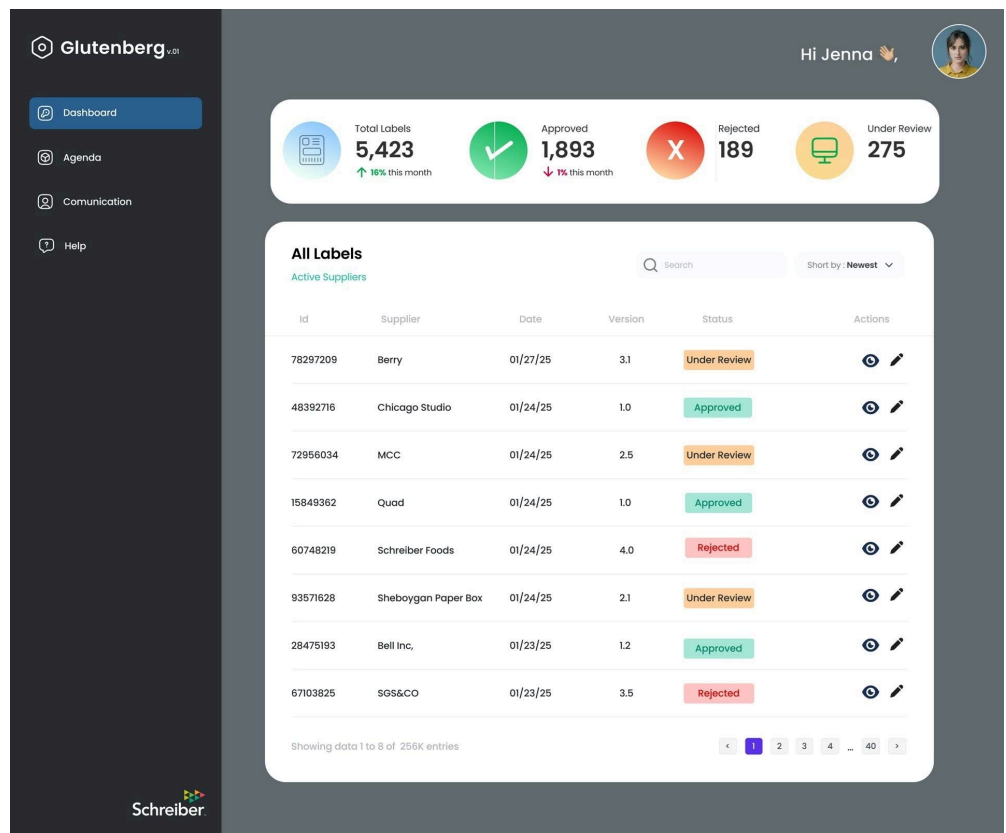 Glutenberg v.01
Hi Jenna 👋🏼,
Dashboard
Agenda
Comunication
Help
Total Labels
5,423
16% this month
Approved
1,893
1% this month
X
Rejected
189
Under Review
275
All Labels
Active Suppliers
Search
Short by : Newest
Id Supplier Date Version Status Actions
78297209 Berry 01/27/25 3.1 Under Review
48392716 Chicago Studio 01/24/25 1.0 Approved
72956034 MCC 01/24/25 2.5 Under Review
15849362 Quad 01/24/25 1.0 Approved
60748219 Schreiber Foods 01/24/25 4.0 Rejected
93571628 Sheboygan Paper Box 01/24/25 2.1 Under Review
28475193 Bell Inc, 01/23/25 1.2 Approved
67103825 SGS&CO 01/23/25 3.5 Rejected
Showing data 1 to 8 of 256K entries
< 1 2 3 4 ... 40 >
Schreiber